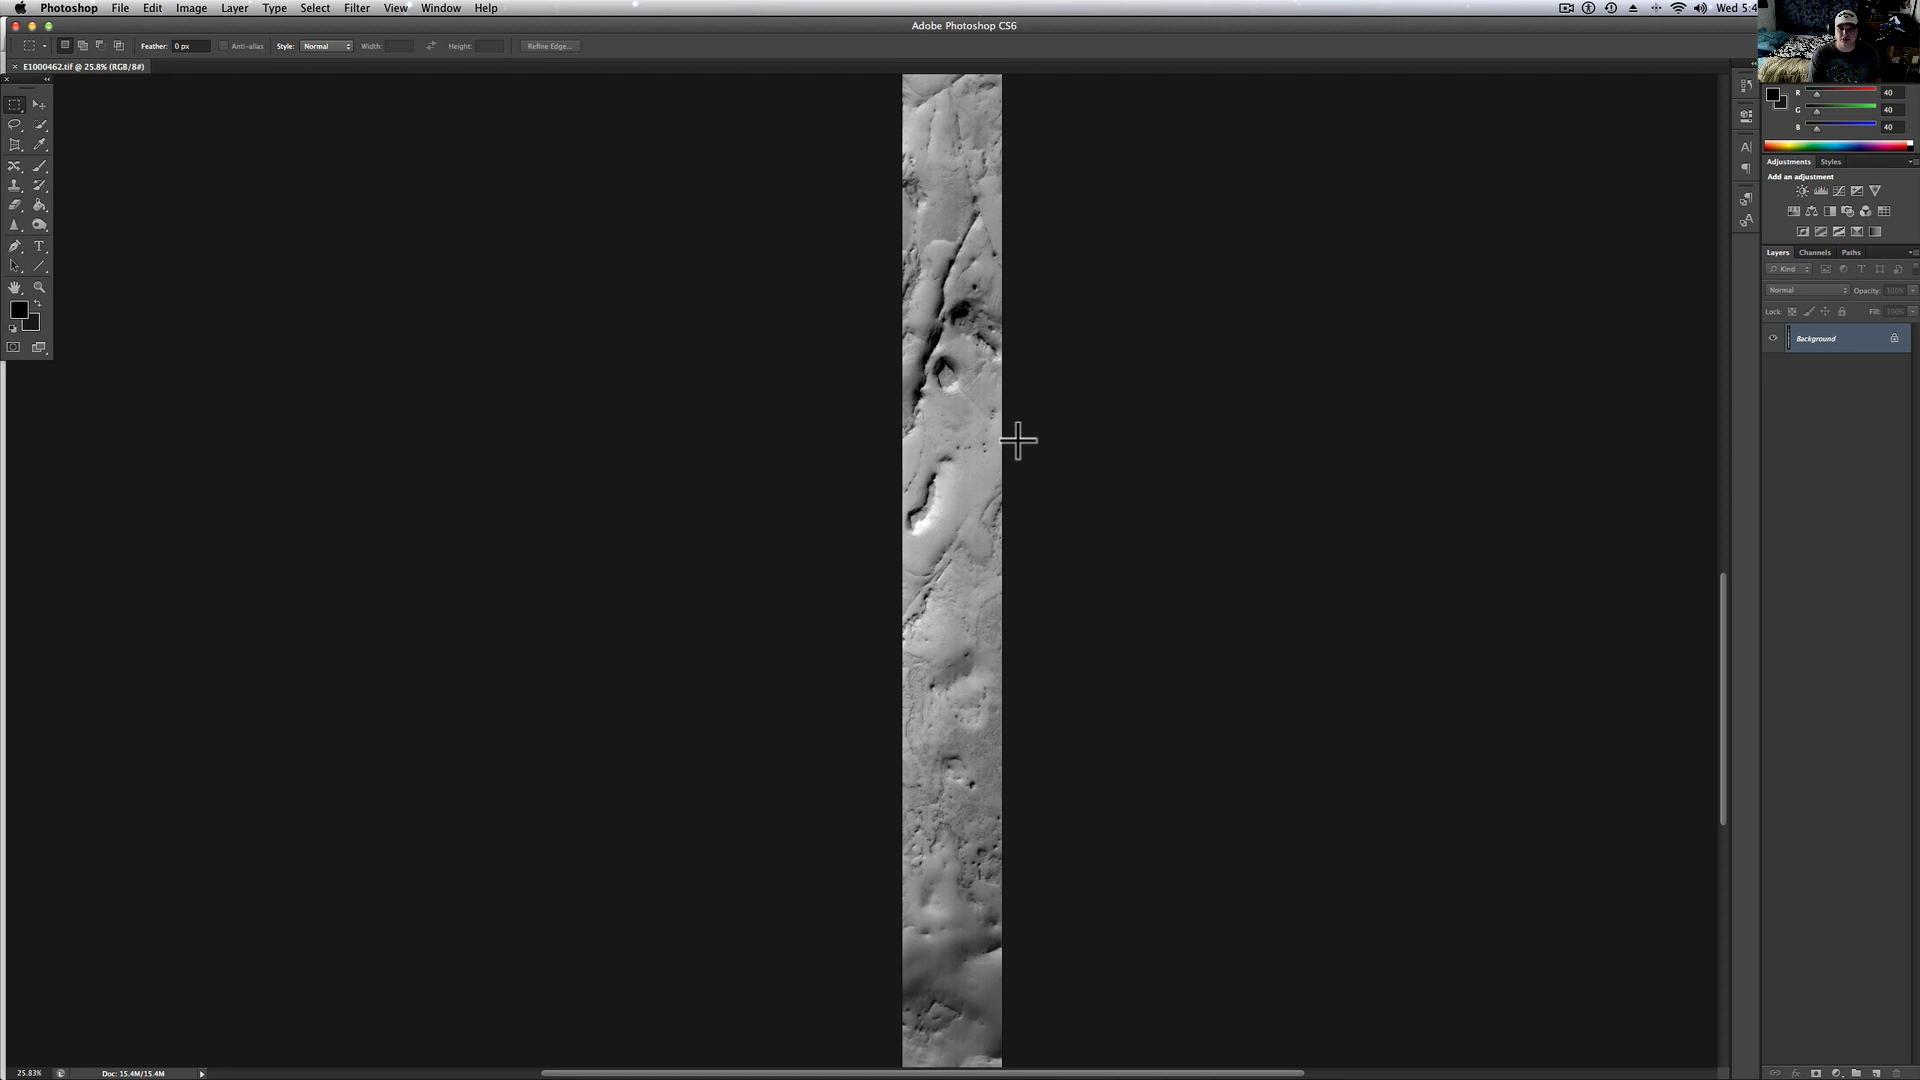 Photoshop File Edit Image Layer Type Select Filter View Window Help Wed 5:4
Adobe Photoshop CS6
Feather: 0 px Anti-alias Style: Normal Width: Height: Refine Edge...
E1000462.tif @ 25.8% (RGB/8#)
R 40
G 40
B 40
Adjustments Styles
Add an adjustment
Layers Channels Paths
Kind
Normal Opacity: 100%
Lock: Fill: 100%
Background
25.83% Doc: 15.4M/15.4M